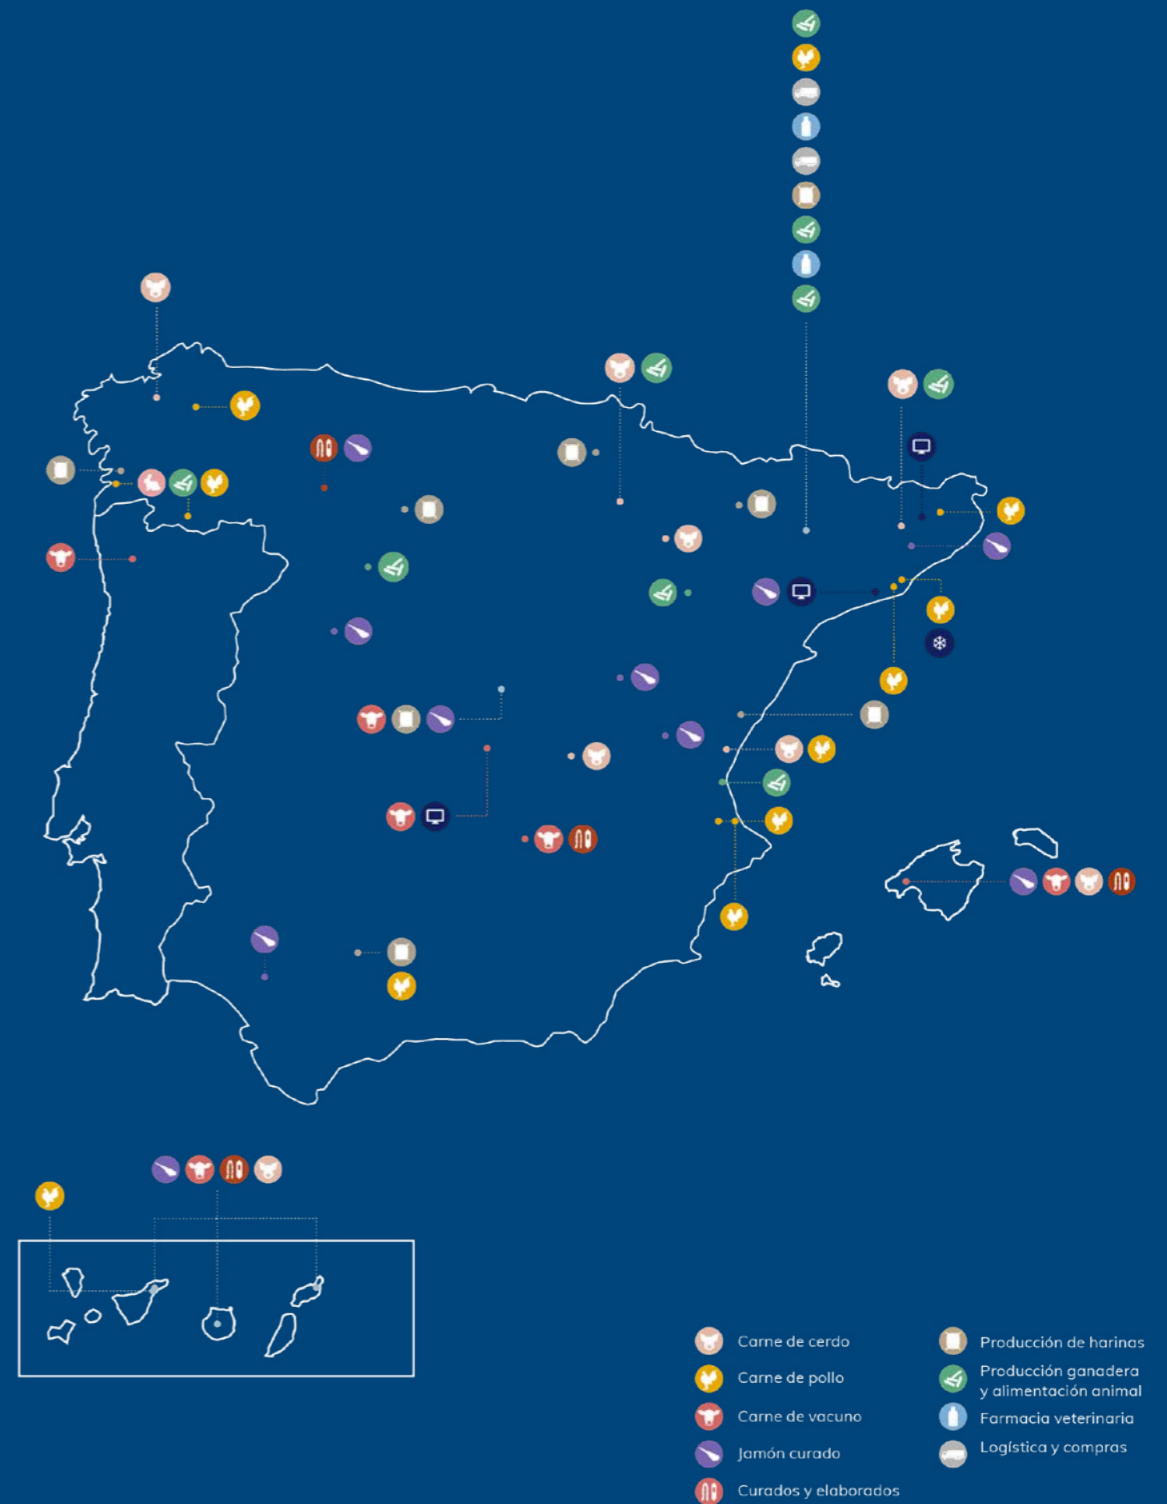 Carne de cerdo
Carne de pollo
Carne de vacuno
Jamón curado
Curados y elaborados
Producción de harinas
Producción ganadera
y alimentación animal
Farmacia veterinaria
Logística y compras